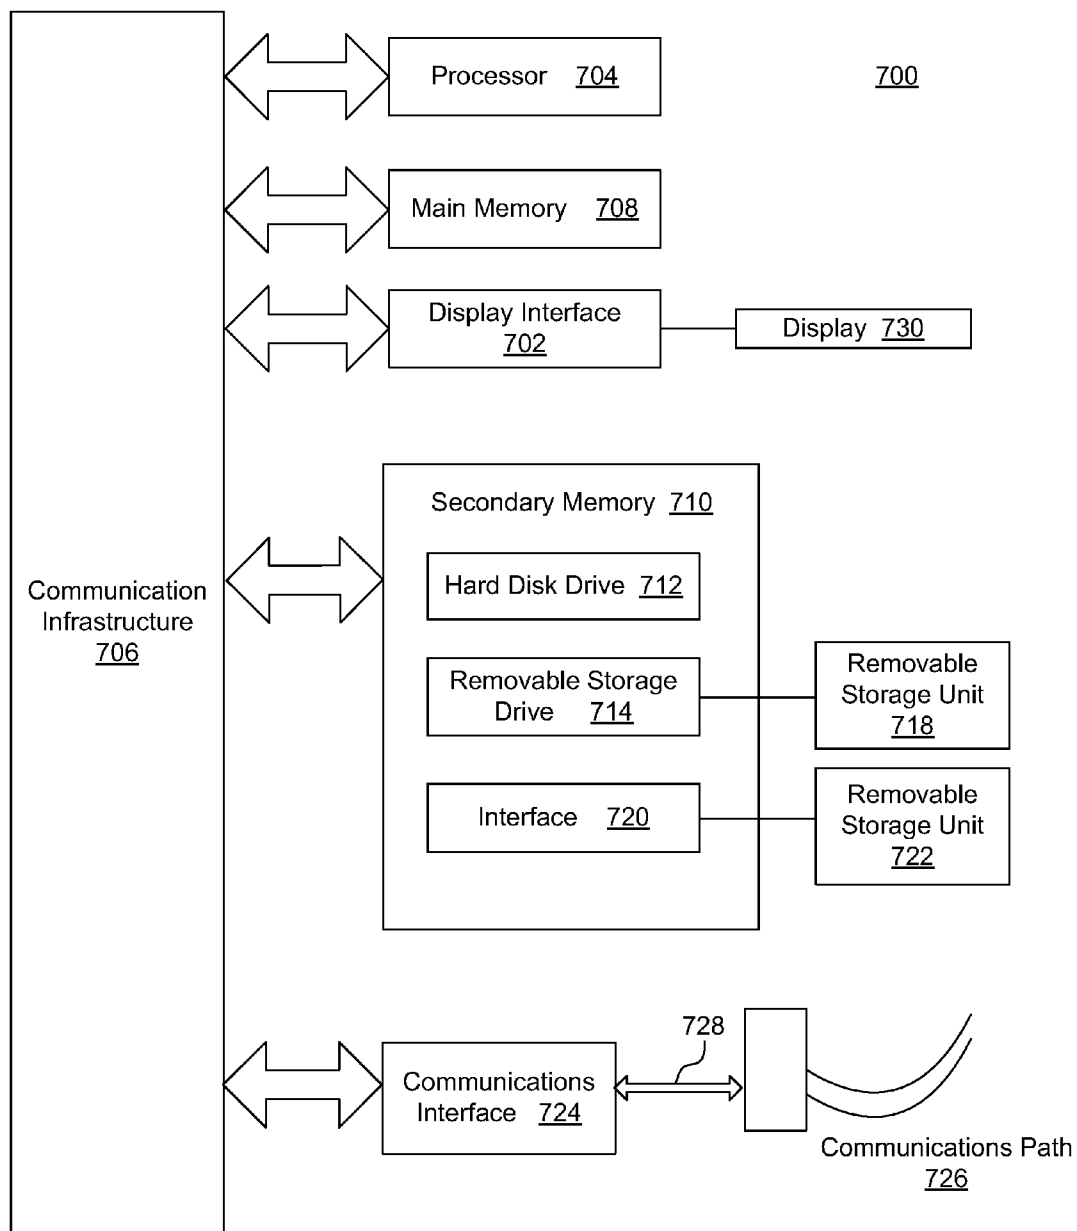 Processor 704
700
Main Memory 708
Display Interface
702
Display 730
Secondary Memory 710
Hard Disk Drive 712
Communication
Infrastructure
706
Removable Storage
Drive 714
Removable
Storage Unit
718
Interface 720
Removable
Storage Unit
722
728
Communications
Interface 724
Communications Path
726